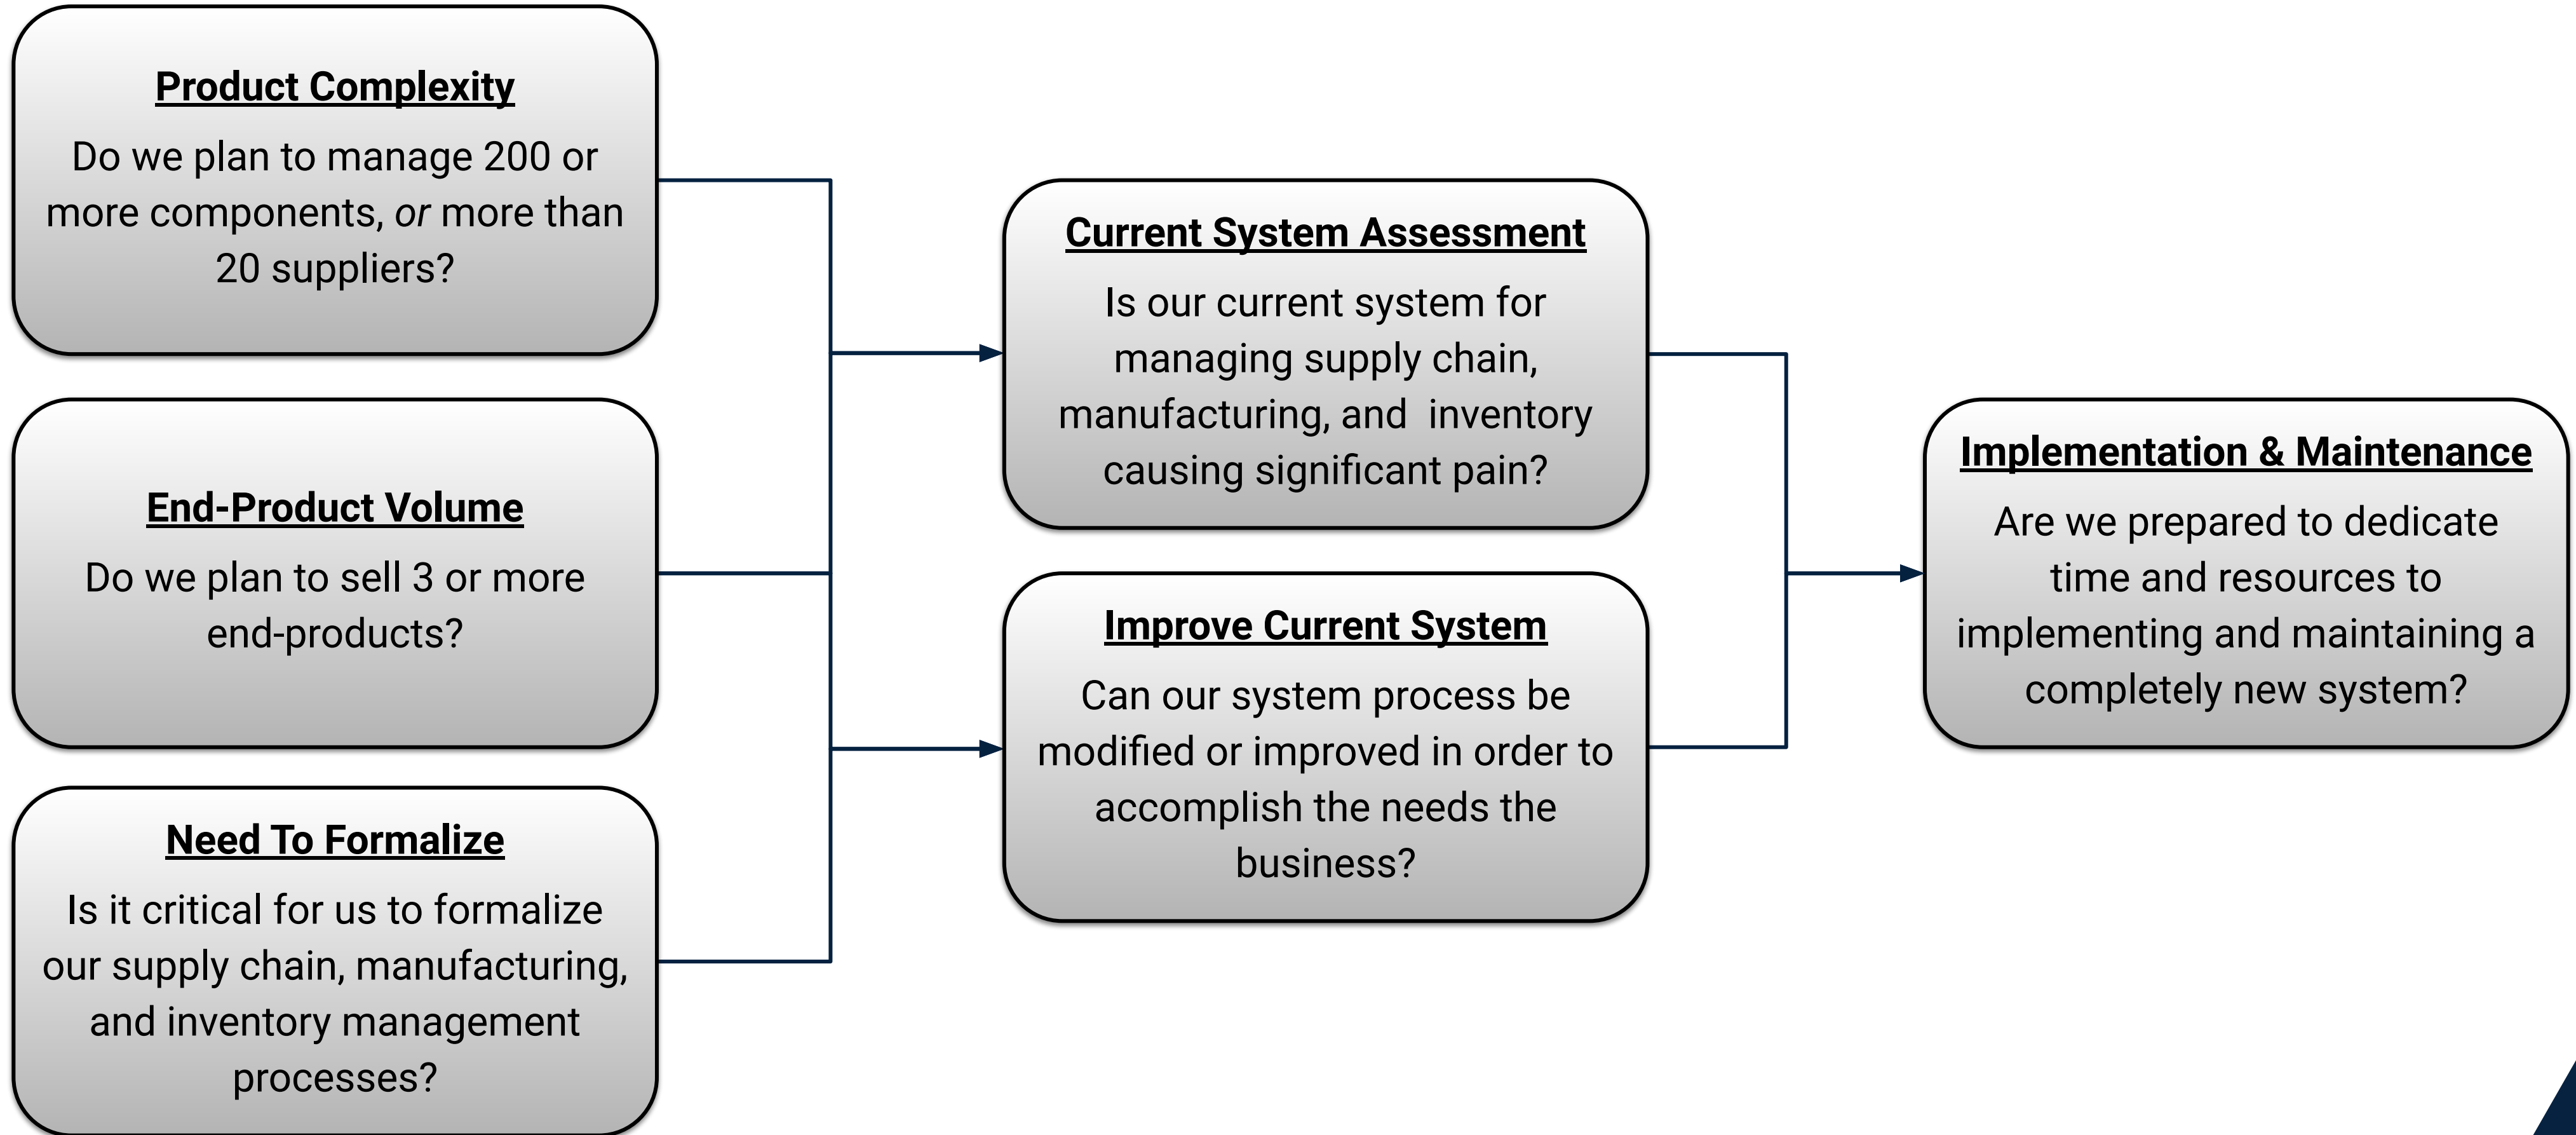 Product Complexity
Do we plan to manage 200 or
more components, or more than
20 suppliers?
End-Product Volume
Do we plan to sell 3 or more
end-products?
Need To Formalize
Is it critical for us to formalize
our supply chain, manufacturing,
and inventory management
processes?
Current System Assessment
Is our current system for
managing supply chain,
manufacturing, and  inventory
causing significant pain?
Improve Current System
Can our system process be
modified or improved in order to
accomplish the needs the
business?
Implementation & Maintenance
Are we prepared to dedicate
time and resources to
implementing and maintaining a
completely new system?